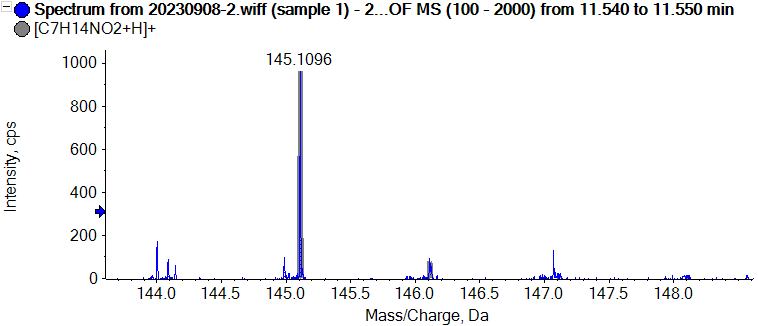 Spectrum from 20230908-2.wiff (sample 1) - 2...OF MS (100 - 2000) from 11.540 to 11.550 min
[C7H14NO2+H]+
145.1096
1000
800
600
400
200
0
Intensity, cps
144.0 144.5 145.0 145.5 146.0 146.5 147.0 147.5 148.0
Mass/Charge, Da